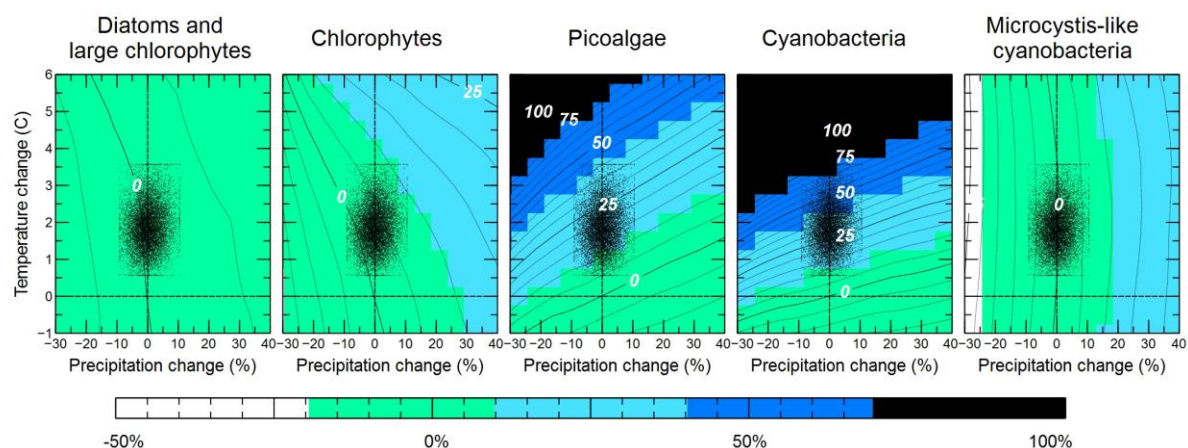 Diatoms and
large chlorophytes
Chlorophytes
Picoalgae
Cyanobacteria
Microcystis-like
cyanobacteria
Temperature change (C)
6
5
4
3
2
1
0
−1
0
0
25
100
75
50
25
0
100
75
50
25
0
0
−30 −20 −10 0 10 20 30 40
−30 −20 −10 0 10 20 30 40
−30 −20 −10 0 10 20 30 40
−30 −20 −10 0 10 20 30 40
−30 −20 −10 0 10 20 30 40
Precipitation change (%)
Precipitation change (%)
Precipitation change (%)
Precipitation change (%)
Precipitation change (%)
-50%
0%
50%
100%